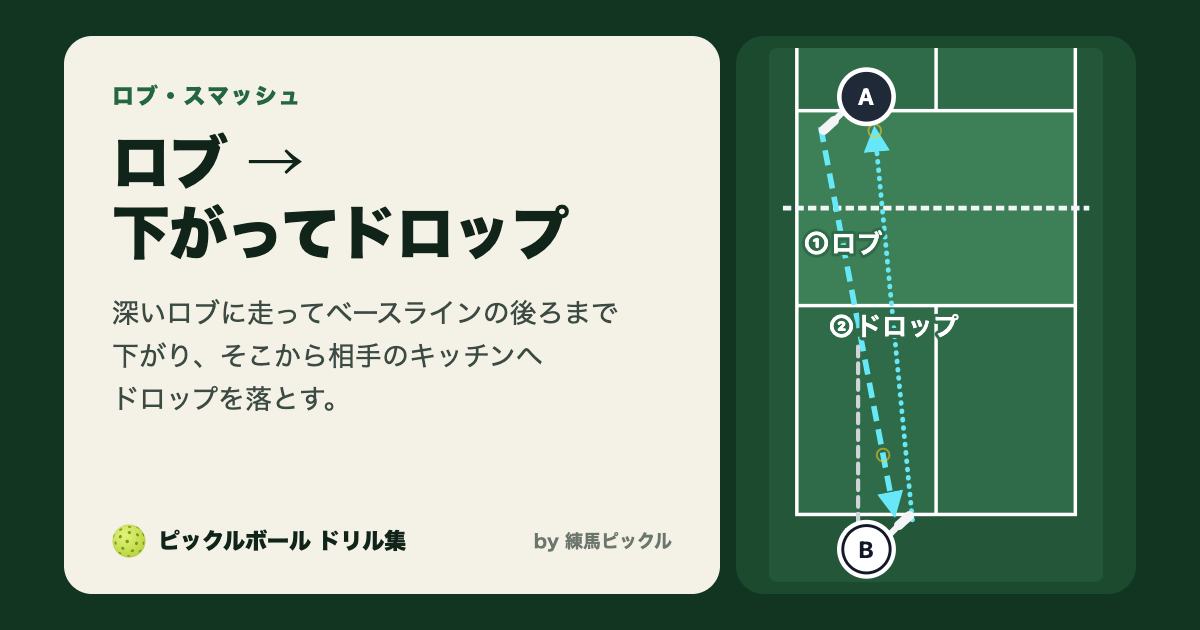 ロブ・スマッシュ
ロブ →
下がってドロップ
深いロブに走ってベースラインの後ろまで
下がり、そこから相手のキッチンへ
ドロップを落とす。
ピックルボール ドリル集
by 練馬ピックル
A
①ロブ
②ドロップ
B